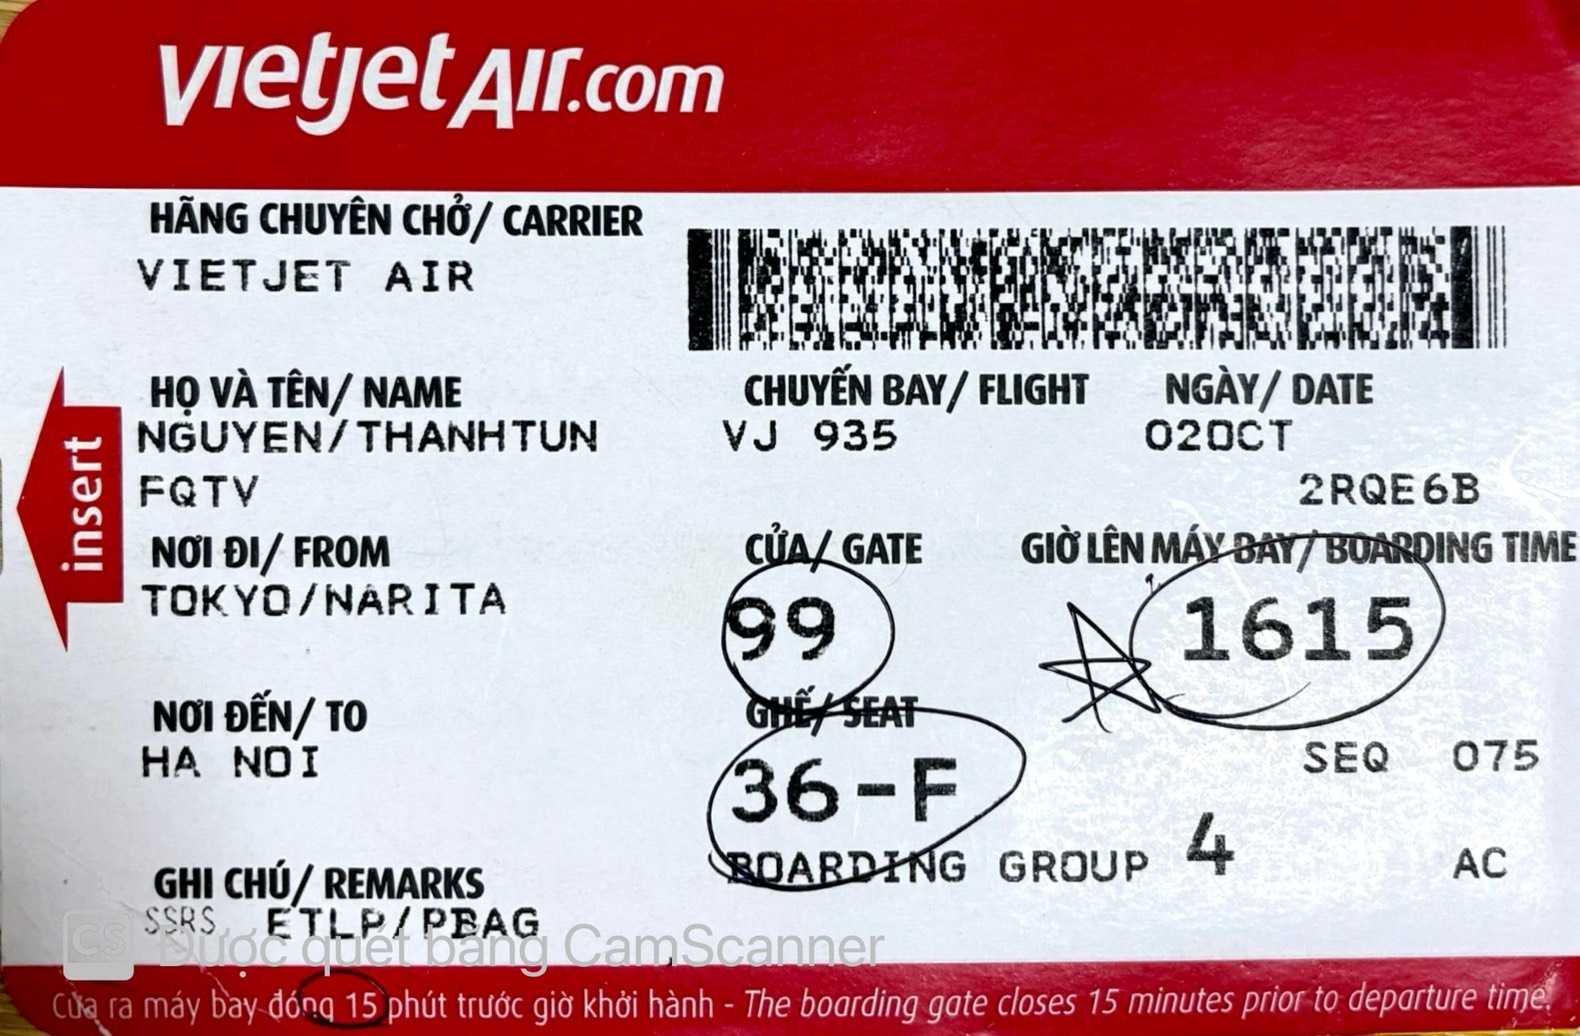 vietjetAir.com
HÃNG CHUYÊN CHỞ/ CARRIER
VIETJET AIR
HỌ VÀ TÊN/ NAME
NGUYEN/THANHTUN
FQTV
CHUYẾN BAY/ FLIGHT
VJ 935
NGÀY/ DATE
02OCT
2RQE6B
insert
NƠI ĐI/ FROM
TOKYO/NARITA
CỬA/ GATE
99
GIỜ LÊN MÁY BAY/ BOARDING TIME
1615
NƠI ĐẾN/ TO
HA NOI
GHẾ/ SEAT
36-F
SEQ 075
BOARDING GROUP 4 AC
GHI CHÚ/ REMARKS
SSRS ETLP/PBAG
CS Được quét bằng CamScanner
Cửa ra máy bay đóng 15 phút trước giờ khởi hành - The boarding gate closes 15 minutes prior to departure time.